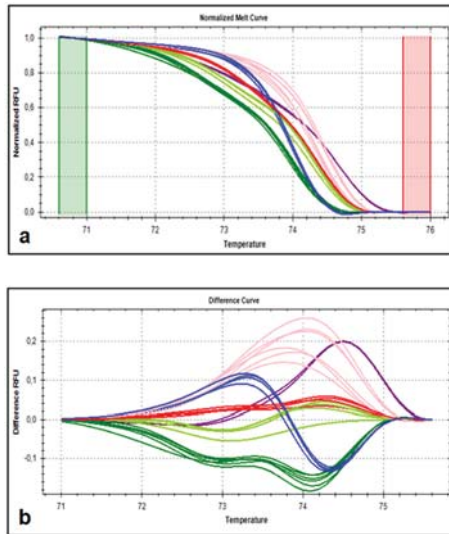 Normalized Melt Curve
Normalized RFU
1,0
0,8
0,6
0,4
0,2
0,0
71 72 73 74 75 76
Temperature
a
Difference Curve
Difference RFU
0,2
0,1
0,0
-0,1
71 72 73 74 75
Temperature
b